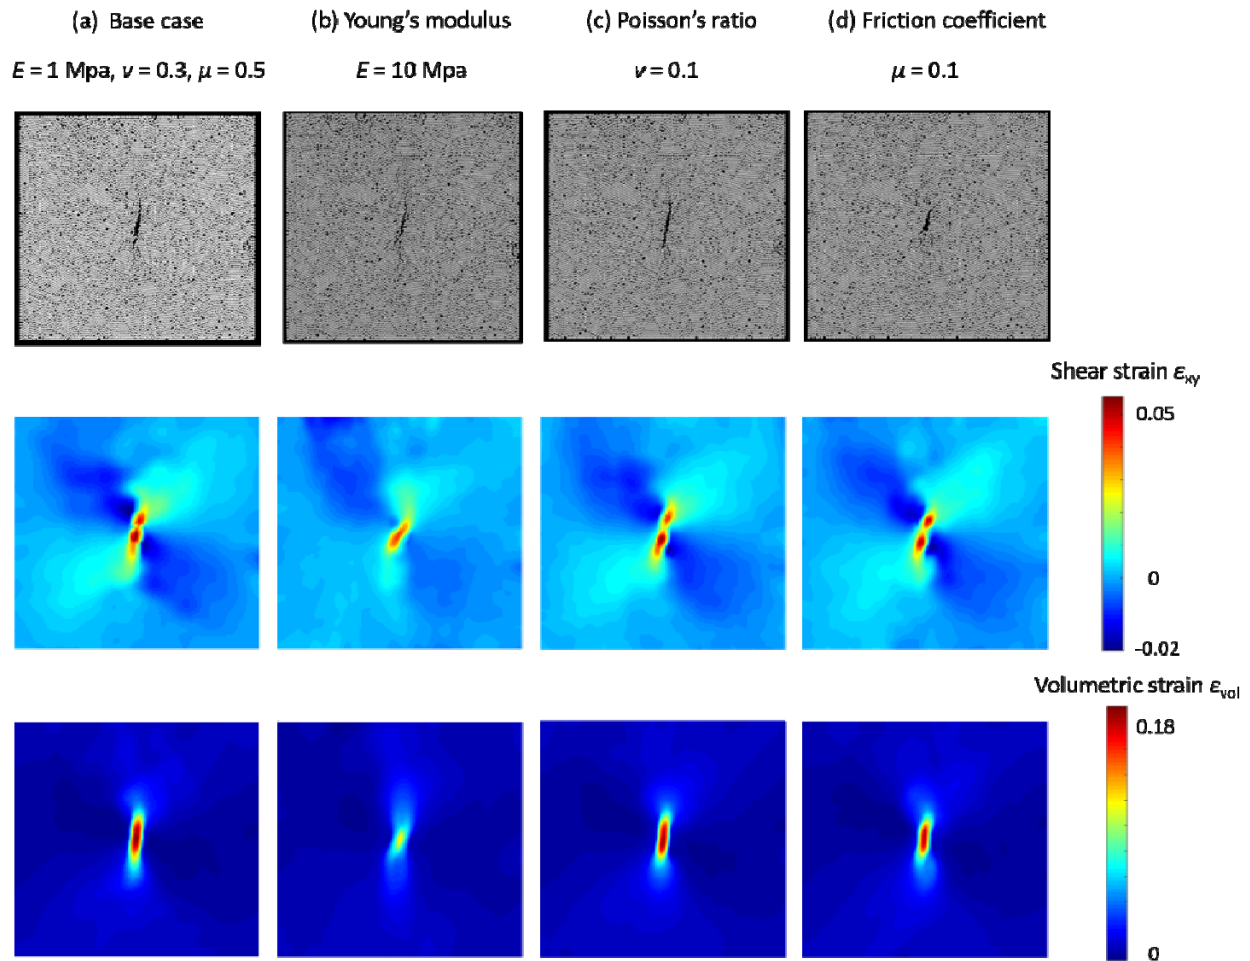 (a) Base case (b) Young's modulus (c) Poisson's ratio (d) Friction coefficient
E = 1 Mpa, ν = 0.3, μ = 0.5 E = 10 Mpa ν = 0.1 μ = 0.1
Shear strain εxy
0.05
0
-0.02
Volumetric strain εvol
0.18
0